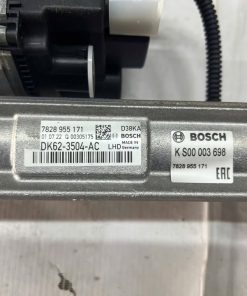 7828 955 171
D38KA
01 07 22 Q 00305175
BOSCH
DK62-3504-AC
LHD
MADE IN
Germany
BOSCH
K S00 003 696
7828 955 171
EAC